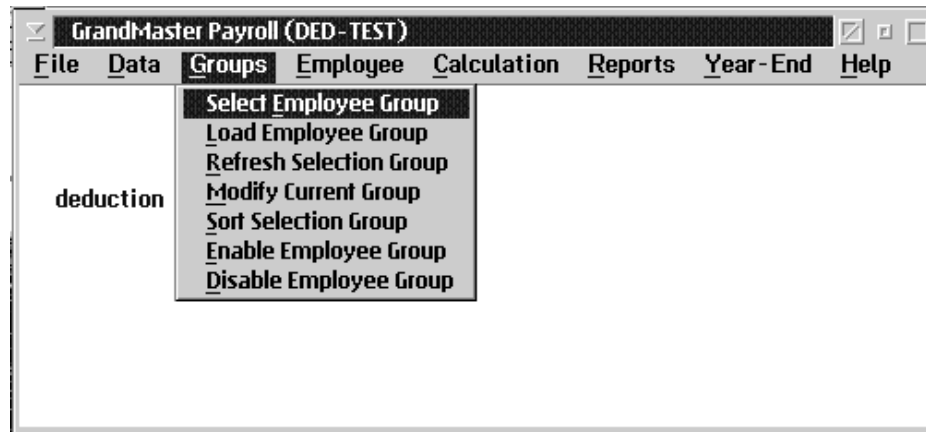 GrandMaster Payroll (DED-TEST)
File Data Groups Employee Calculation Reports Year-End Help
Select Employee Group
Load Employee Group
Refresh Selection Group
Modify Current Group
deduction
Sort Selection Group
Enable Employee Group
Disable Employee Group